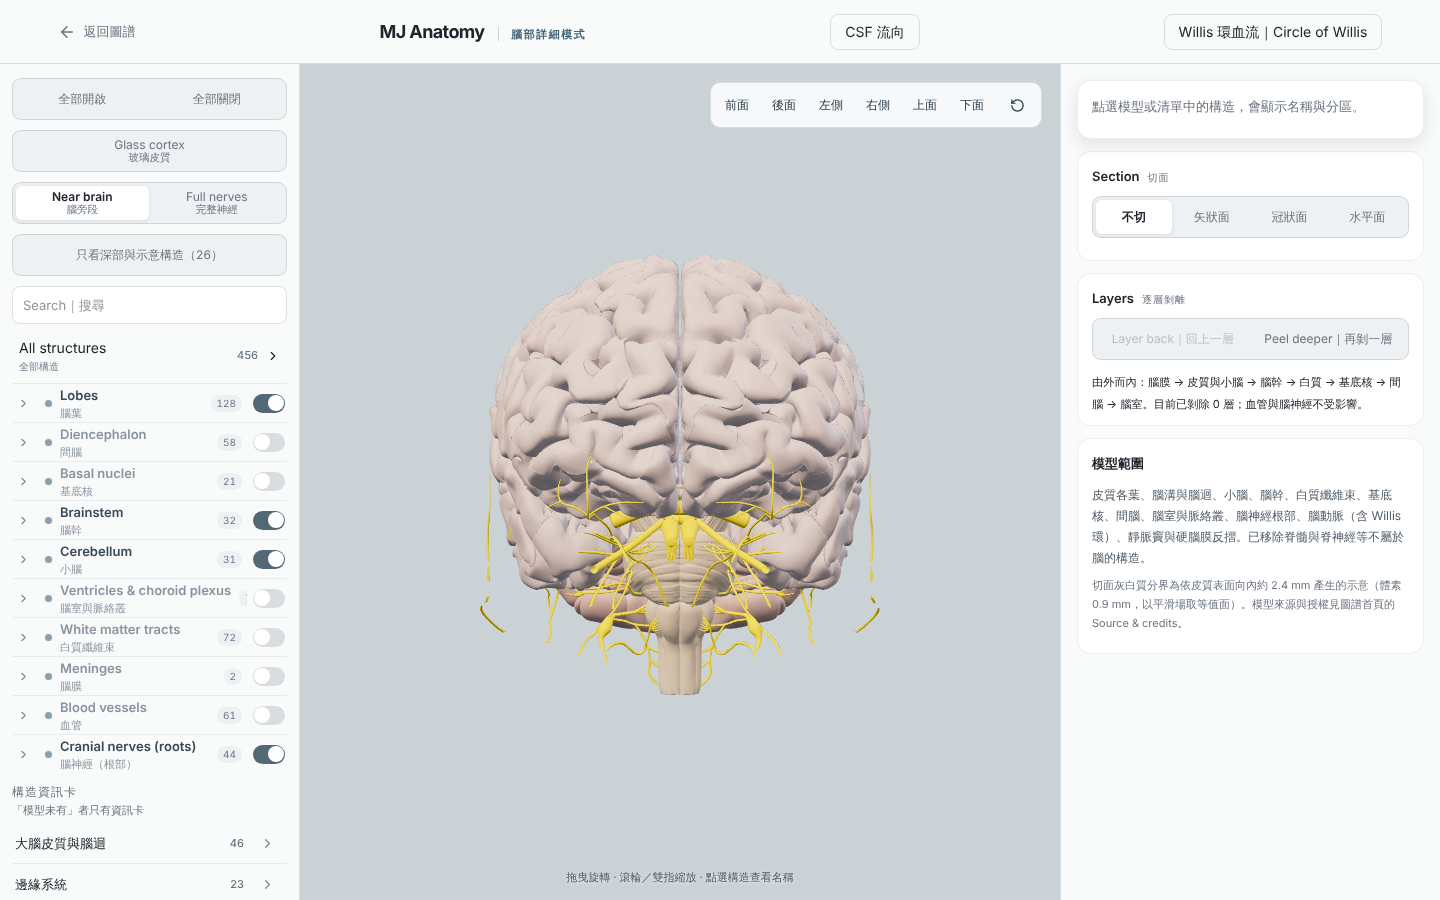 返回圖譜
MJ Anatomy
腦部詳細模式
CSF 流向
Willis 環血流｜Circle of Willis
全部開啟
全部關閉
Glass cortex
玻璃皮質
Near brain
腦旁段
Full nerves
完整神經
只看深部與示意構造（26）
Search｜搜尋
All structures
全部構造
456
Lobes
腦葉
128
Diencephalon
間腦
58
Basal nuclei
基底核
21
Brainstem
腦幹
32
Cerebellum
小腦
31
Ventricles & choroid plexus
腦室與脈絡叢
White matter tracts
白質纖維束
72
Meninges
腦膜
2
Blood vessels
血管
61
Cranial nerves (roots)
腦神經（根部）
44
構造資訊卡
「模型未有」者只有資訊卡
大腦皮質與腦迴
46
邊緣系統
23
前面
後面
左側
右側
上面
下面
拖曳旋轉 · 滾輪／雙指縮放 · 點選構造查看名稱
點選模型或清單中的構造，會顯示名稱與分區。
Section 切面
不切
矢狀面
冠狀面
水平面
Layers 逐層剝離
Layer back｜回上一層
Peel deeper｜再剝一層
由外而內：腦膜 → 皮質與小腦 → 腦幹 → 白質 → 基底核 → 間
腦 → 腦室。目前已剝除 0 層；血管與腦神經不受影響。
模型範圍
皮質各葉、腦溝與腦迴、小腦、腦幹、白質纖維束、基底
核、間腦、腦室與脈絡叢、腦神經根部、腦動脈（含 Willis
環）、靜脈竇與硬腦膜反摺。已移除脊髓與脊神經等不屬於
腦的構造。
切面灰白質分界為依皮質表面向內約 2.4 mm 產生的示意（體素
0.9 mm，以平滑場取等值面）。模型來源與授權見圖譜首頁的
Source & credits。